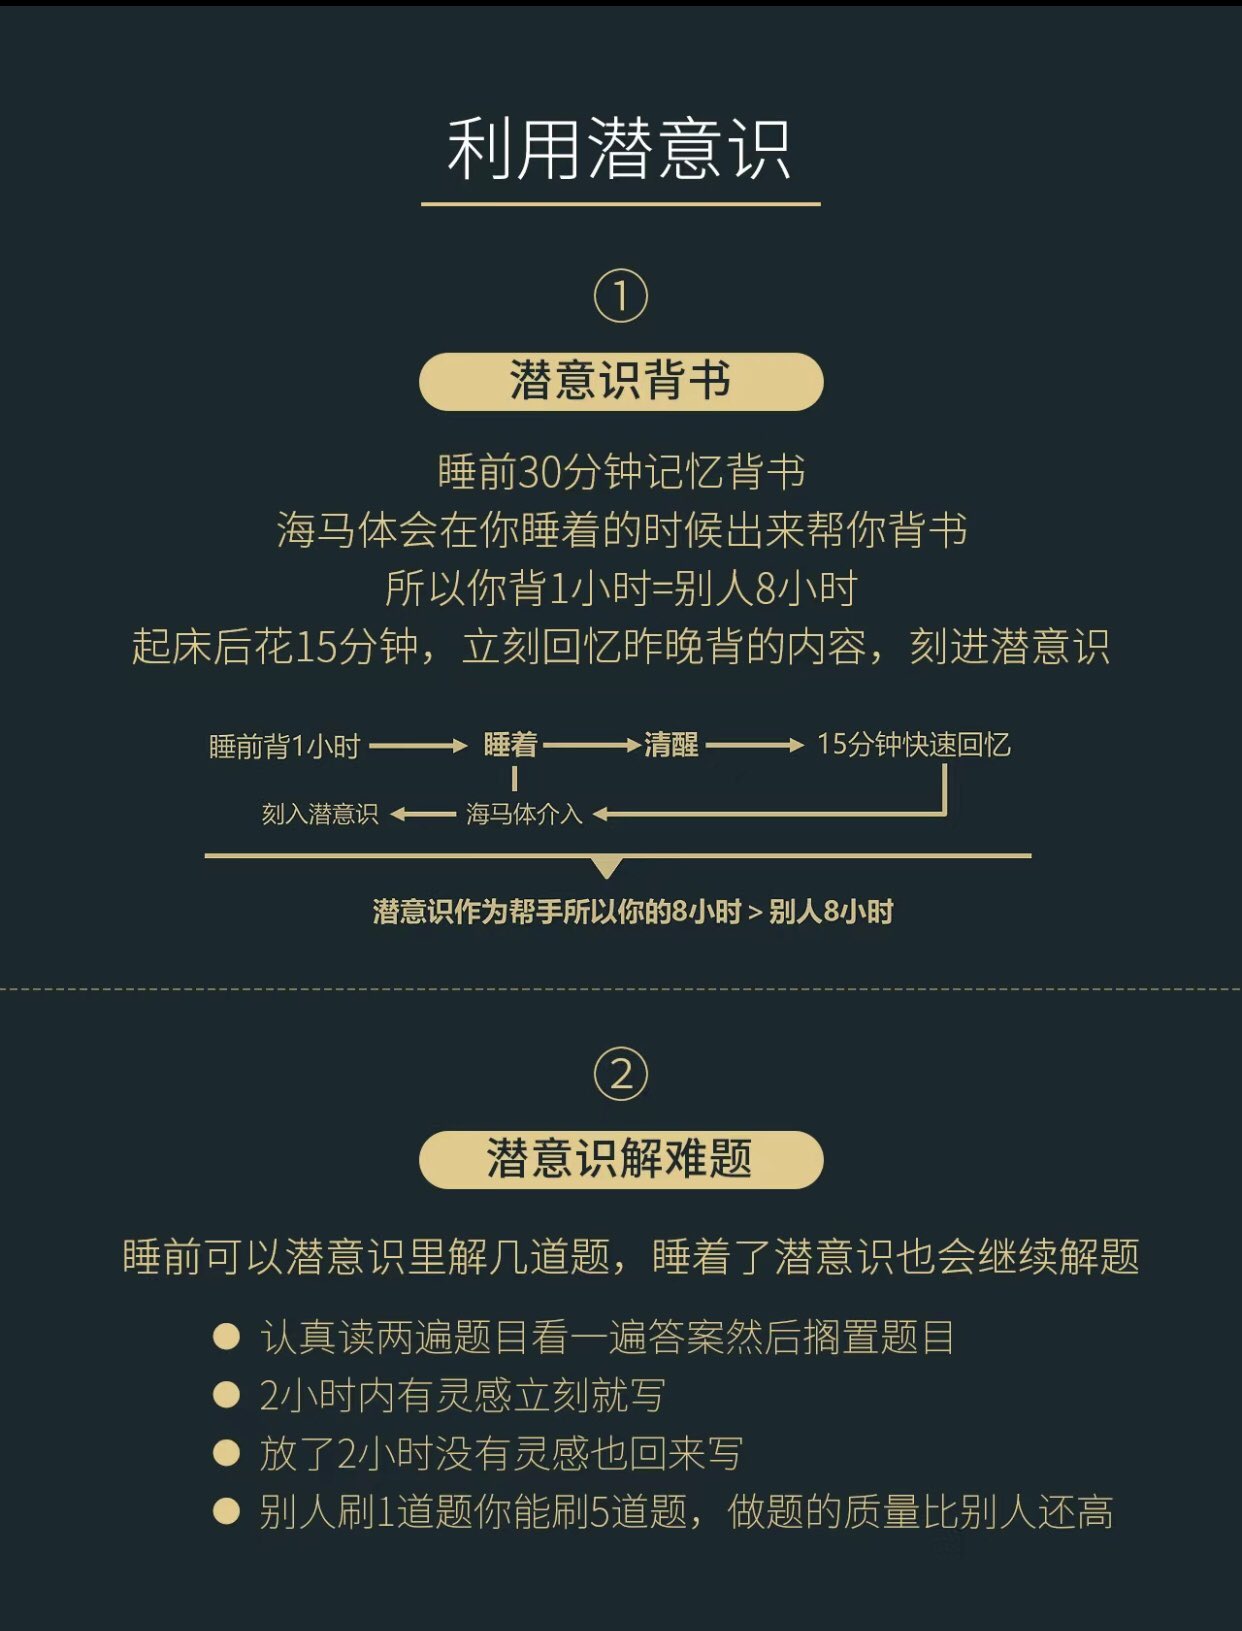 利用潜意识
①
潜意识背书
睡前30分钟记忆背书
海马体会在你睡着的时候出来帮你背书
所以你背1小时=别人8小时
起床后花15分钟，立刻回忆昨晚背的内容，刻进潜意识
睡前背1小时 睡着 清醒 15分钟快速回忆
刻入潜意识 海马体介入
潜意识作为帮手所以你的8小时 > 别人8小时
②
潜意识解难题
睡前可以潜意识里解几道题，睡着了潜意识也会继续解题
认真读两遍题目看一遍答案然后搁置题目
2小时内有灵感立刻就写
放了2小时没有灵感也回来写
别人刷1道题你能刷5道题，做题的质量比别人还高